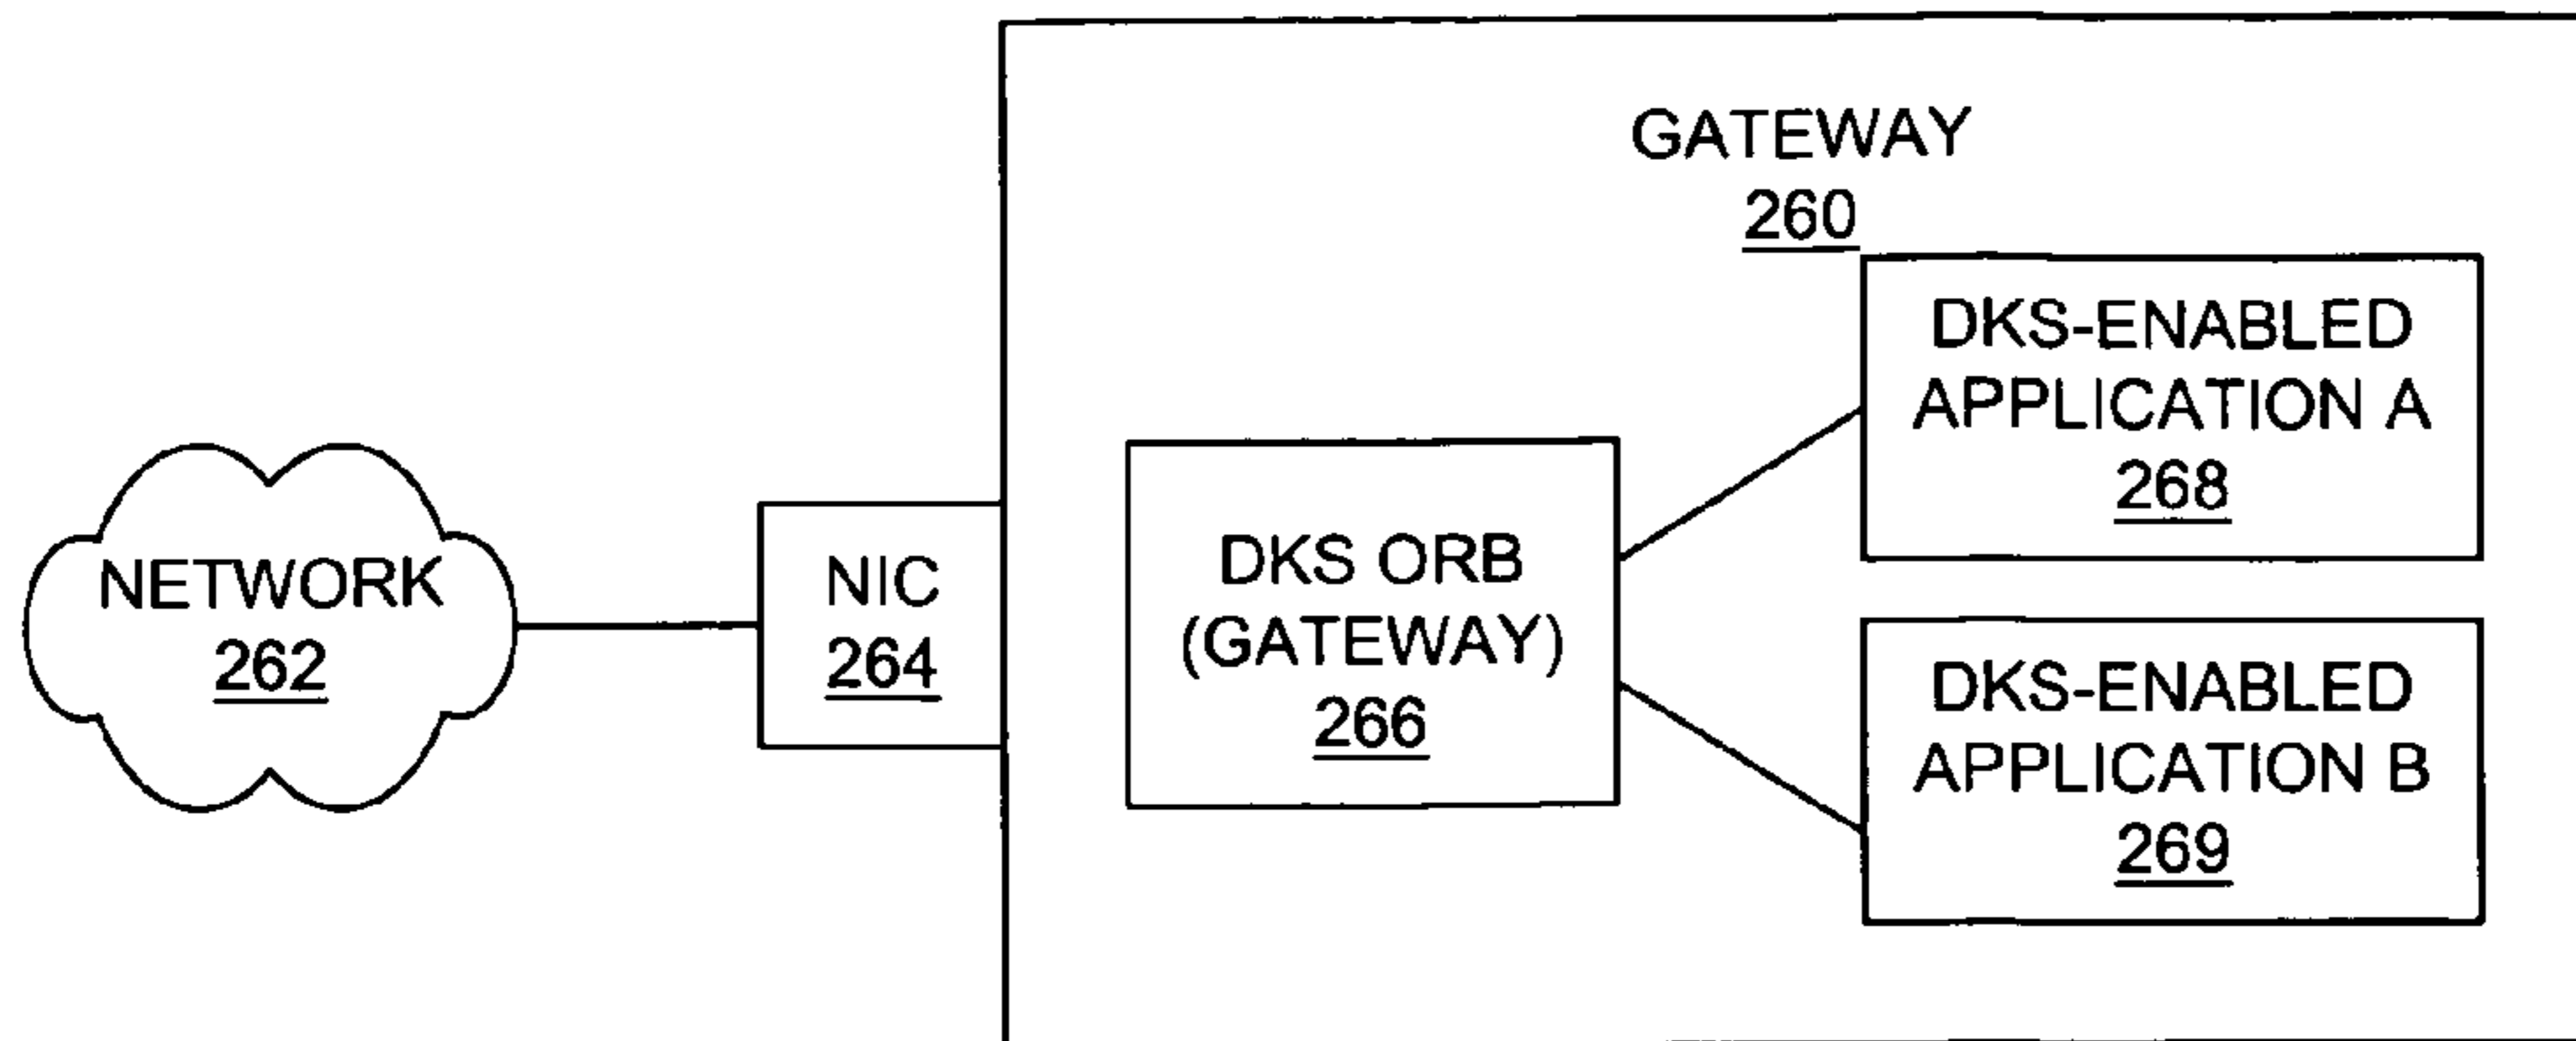 GATEWAY
260
DKS-ENABLED
APPLICATION A
268
NETWORK
262
NIC
264
DKS ORB
(GATEWAY)
266
DKS-ENABLED
APPLICATION B
269